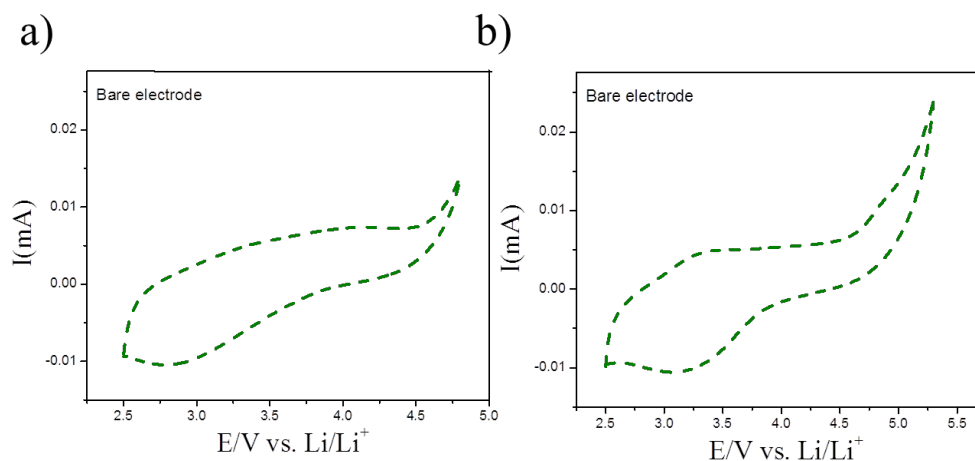 a)
Bare electrode
0.02
0.01
0.00
-0.01
I(mA)
2.5 3.0 3.5 4.0 4.5 5.0
E/V vs. Li/Li⁺
b)
Bare electrode
0.02
0.01
0.00
-0.01
I(mA)
2.5 3.0 3.5 4.0 4.5 5.0 5.5
E/V vs. Li/Li⁺